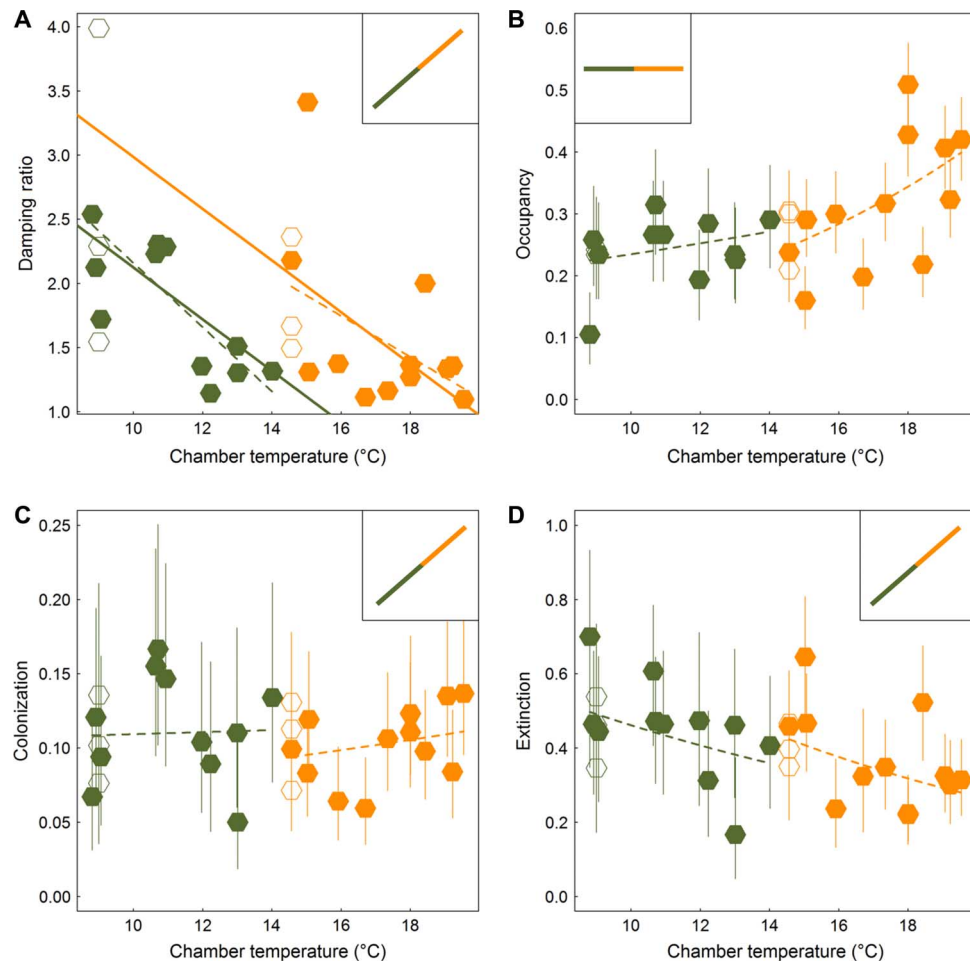 A
4.0
3.5
3.0
2.5
2.0
1.5
1.0
Damping ratio
10 12 14 16 18
Chamber temperature (°C)
B
0.6
0.5
0.4
0.3
0.2
0.1
0.0
Occupancy
10 12 14 16 18
Chamber temperature (°C)
C
0.25
0.20
0.15
0.10
0.05
0.00
Colonization
10 12 14 16 18
Chamber temperature (°C)
D
1.0
0.8
0.6
0.4
0.2
0.0
Extinction
10 12 14 16 18
Chamber temperature (°C)